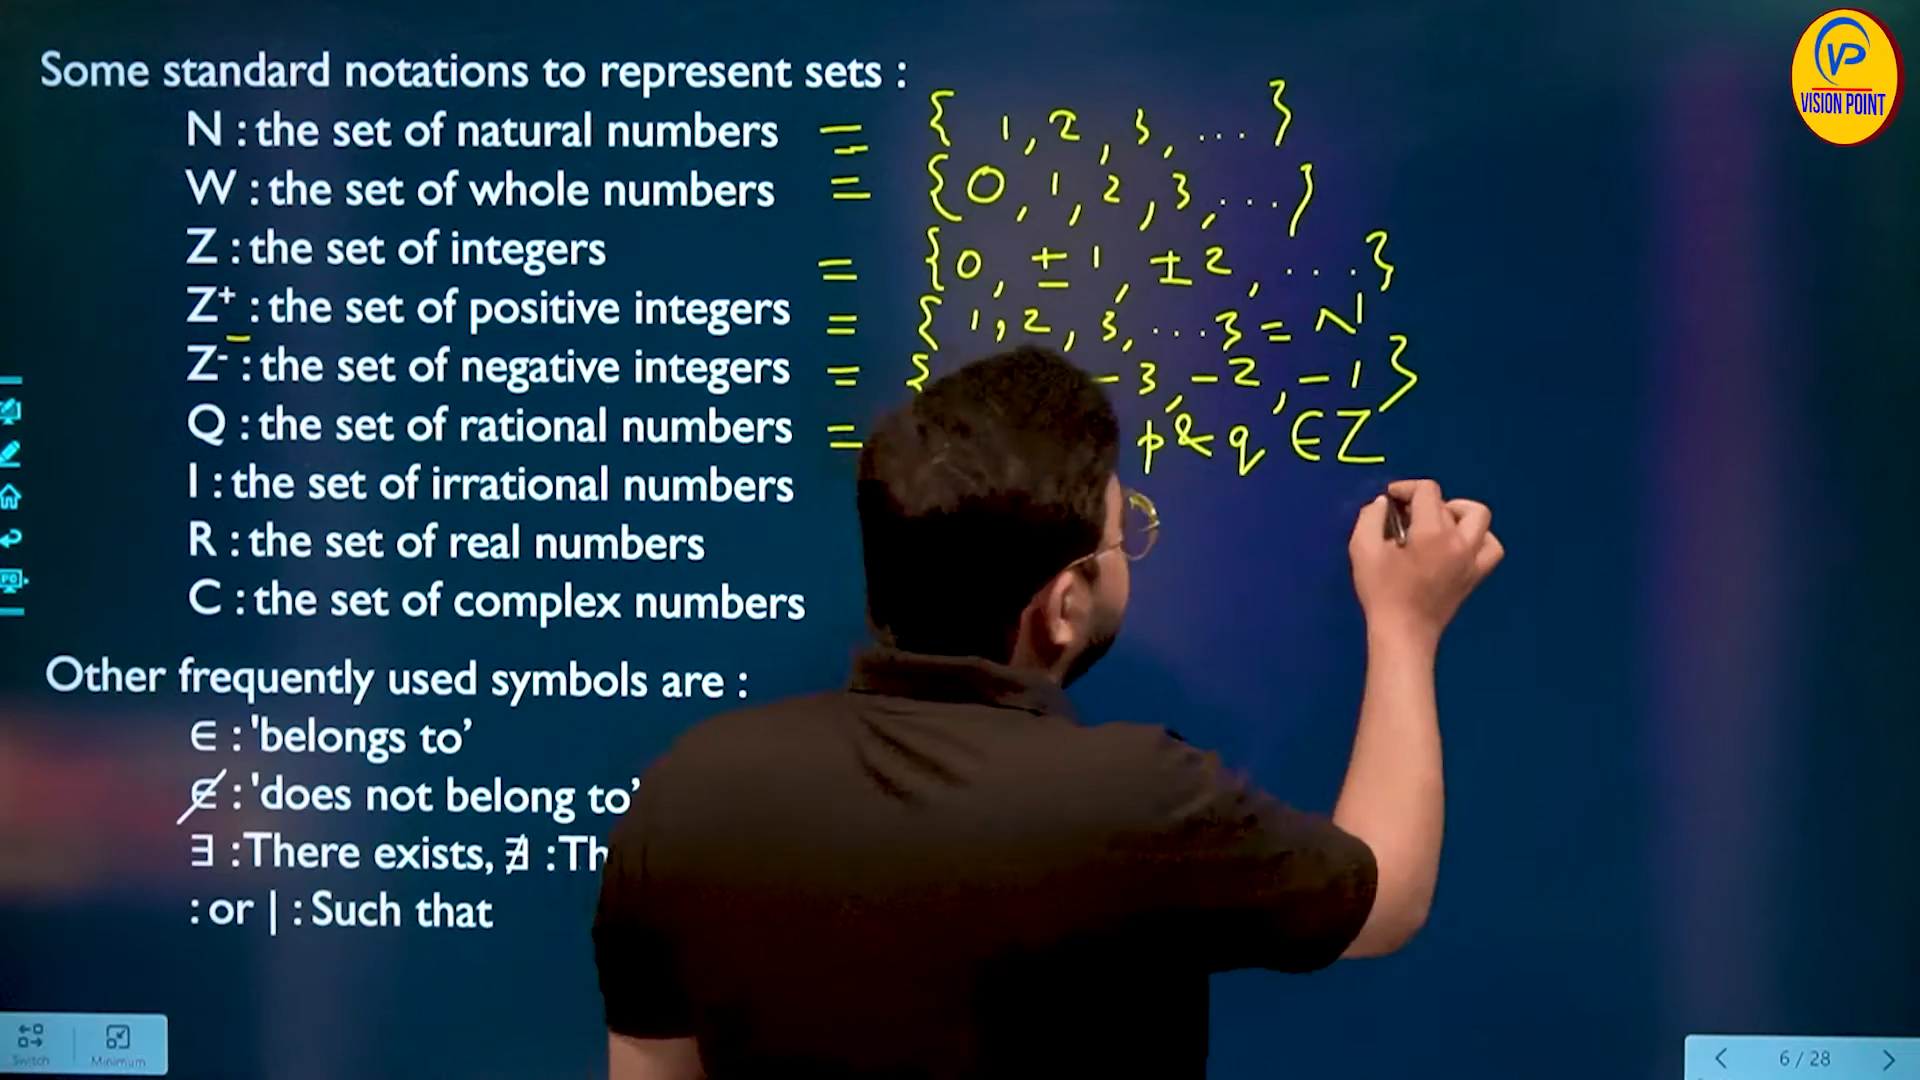 Some standard notations to represent sets :
N : the set of natural numbers = { 1, 2, 3, ... }
W : the set of whole numbers = {0, 1, 2, 3, ...}
Z : the set of integers = {0, ±1, ±2, ...}
Z⁺ : the set of positive integers = {1, 2, 3, ...} = N
Z⁻ : the set of negative integers = { -3, -2, -1}
Q : the set of rational numbers = p & q ∈ Z
I : the set of irrational numbers
R : the set of real numbers
C : the set of complex numbers
Other frequently used symbols are :
∈ : 'belongs to’
∉ : 'does not belong to’
∃ : There exists, ∄ : Th
: or | : Such that
VP
VISION POINT
Switch
Minimum
6 / 28